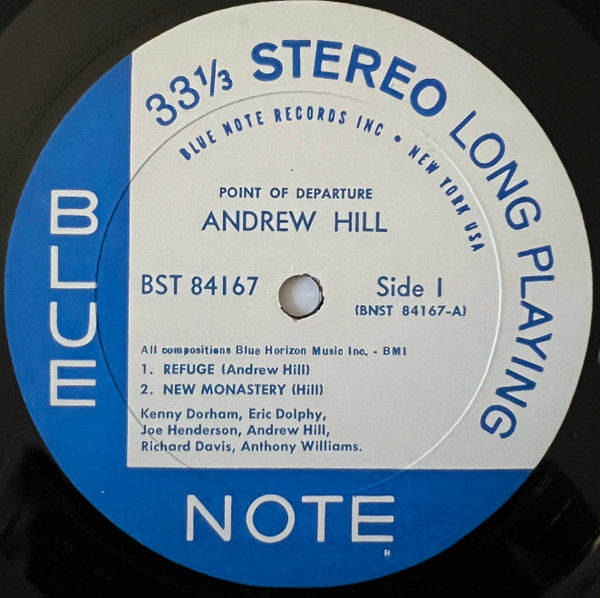 33⅓ STEREO LONG PLAYING
BLUE NOTE RECORDS INC • NEW YORK USA
POINT OF DEPARTURE
ANDREW HILL
BST 84167
Side 1
(BNST 84167-A)
All compositions Blue Horizon Music Inc. - BMI
1. REFUGE (Andrew Hill)
2. NEW MONASTERY (Hill)
Kenny Dorham, Eric Dolphy,
Joe Henderson, Andrew Hill,
Richard Davis, Anthony Williams.
BLUE
NOTE
R